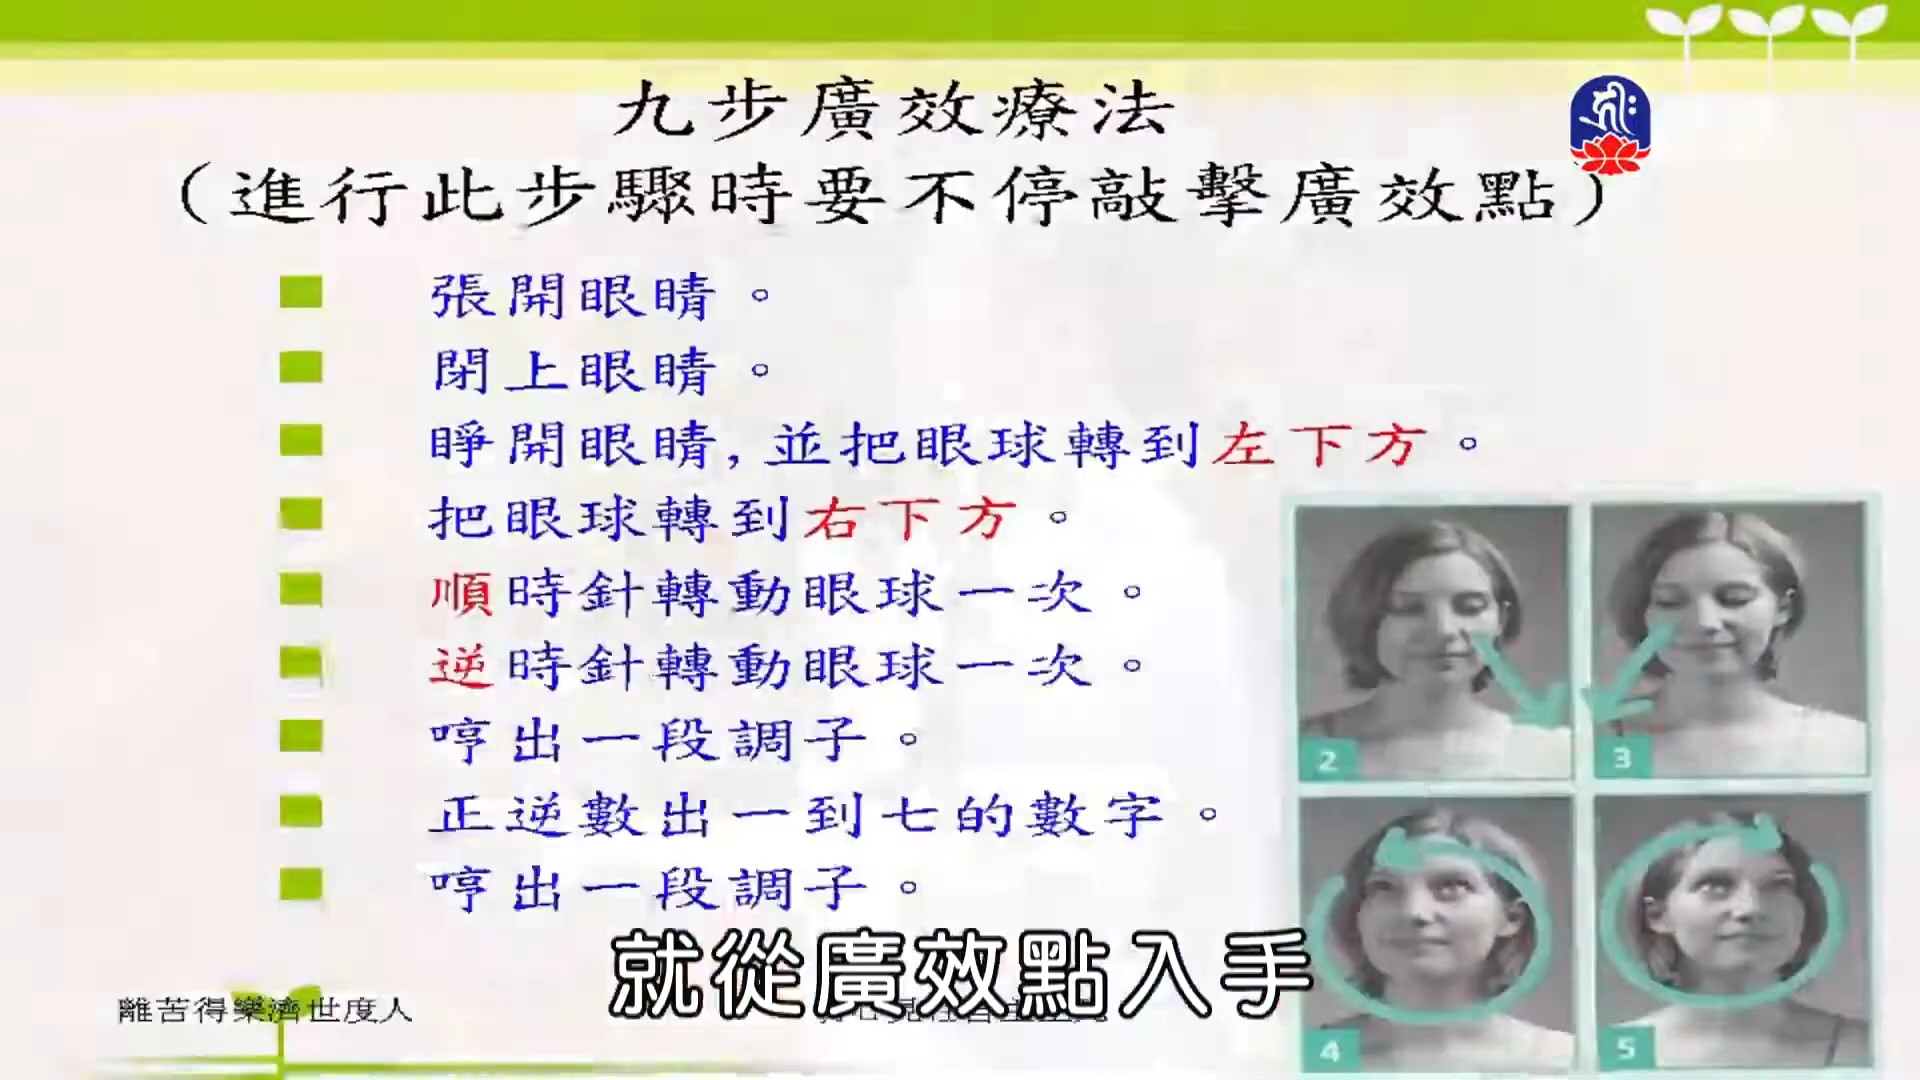 九步廣效療法
（進行此步驟時要不停敲擊廣效點）
張開眼睛。
閉上眼睛。
睜開眼睛,並把眼球轉到左下方。
把眼球轉到右下方。
順時針轉動眼球一次。
逆時針轉動眼球一次。
哼出一段調子。
正逆數出一到七的數字。
哼出一段調子。
2
3
4
5
就從廣效點入手
離苦得樂濟世度人